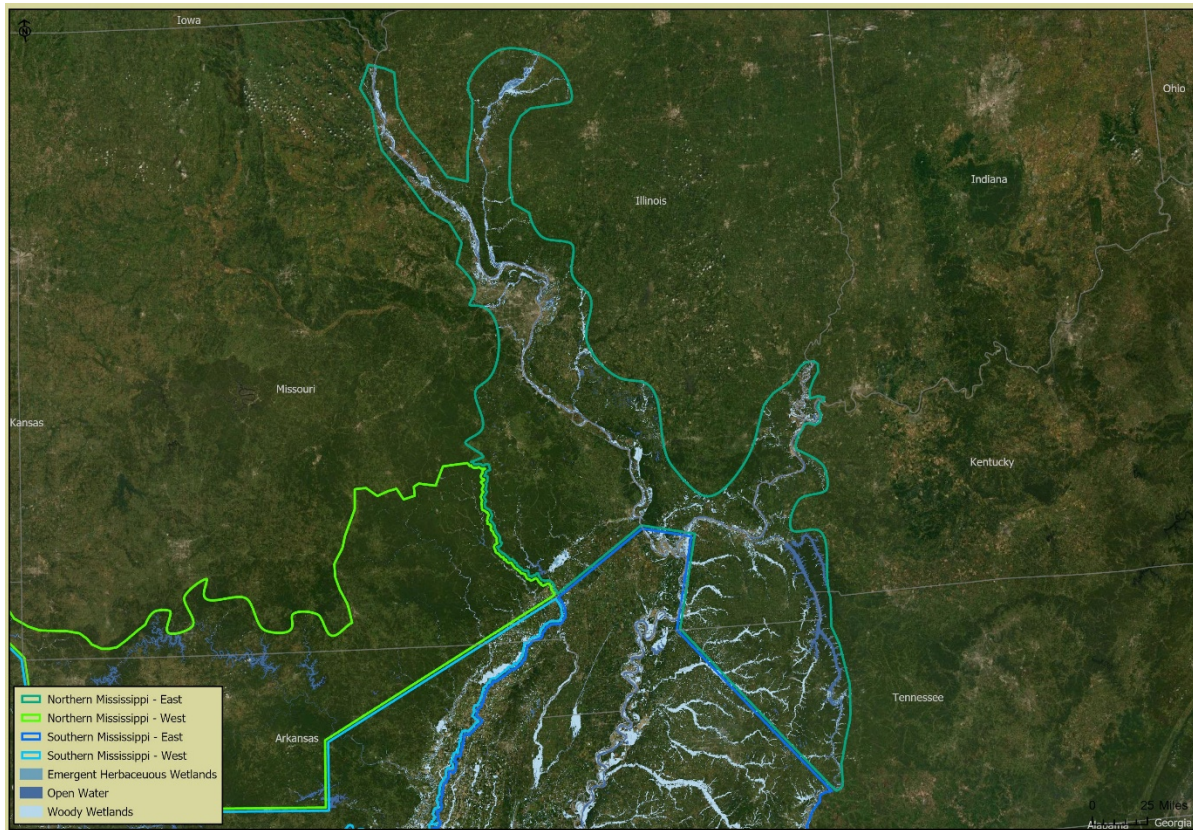 Iowa
N
Ohio
Indiana
Illinois
Missouri
Kansas
Kentucky
Tennessee
Arkansas
Northern Mississippi - East
Northern Mississippi - West
Southern Mississippi - East
Southern Mississippi - West
Emergent Herbaceuous Wetlands
Open Water
Woody Wetlands
0 25 Miles
Alabama Georgia